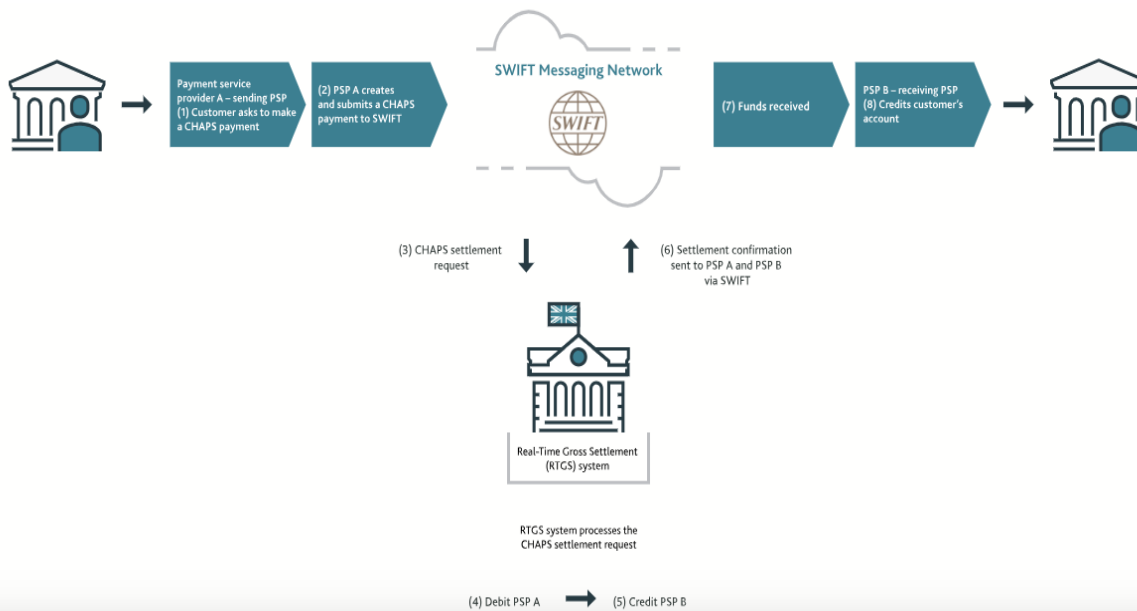 Payment service
provider A – sending PSP
(1) Customer asks to make
a CHAPS payment
(2) PSP A creates
and submits a CHAPS
payment to SWIFT
SWIFT Messaging Network
SWIFT
(7) Funds received
PSP B – receiving PSP
(8) Credits customer's
account
(3) CHAPS settlement
request
(6) Settlement confirmation
sent to PSP A and PSP B
via SWIFT
Real-Time Gross Settlement
(RTGS) system
RTGS system processes the
CHAPS settlement request
(4) Debit PSP A
(5) Credit PSP B